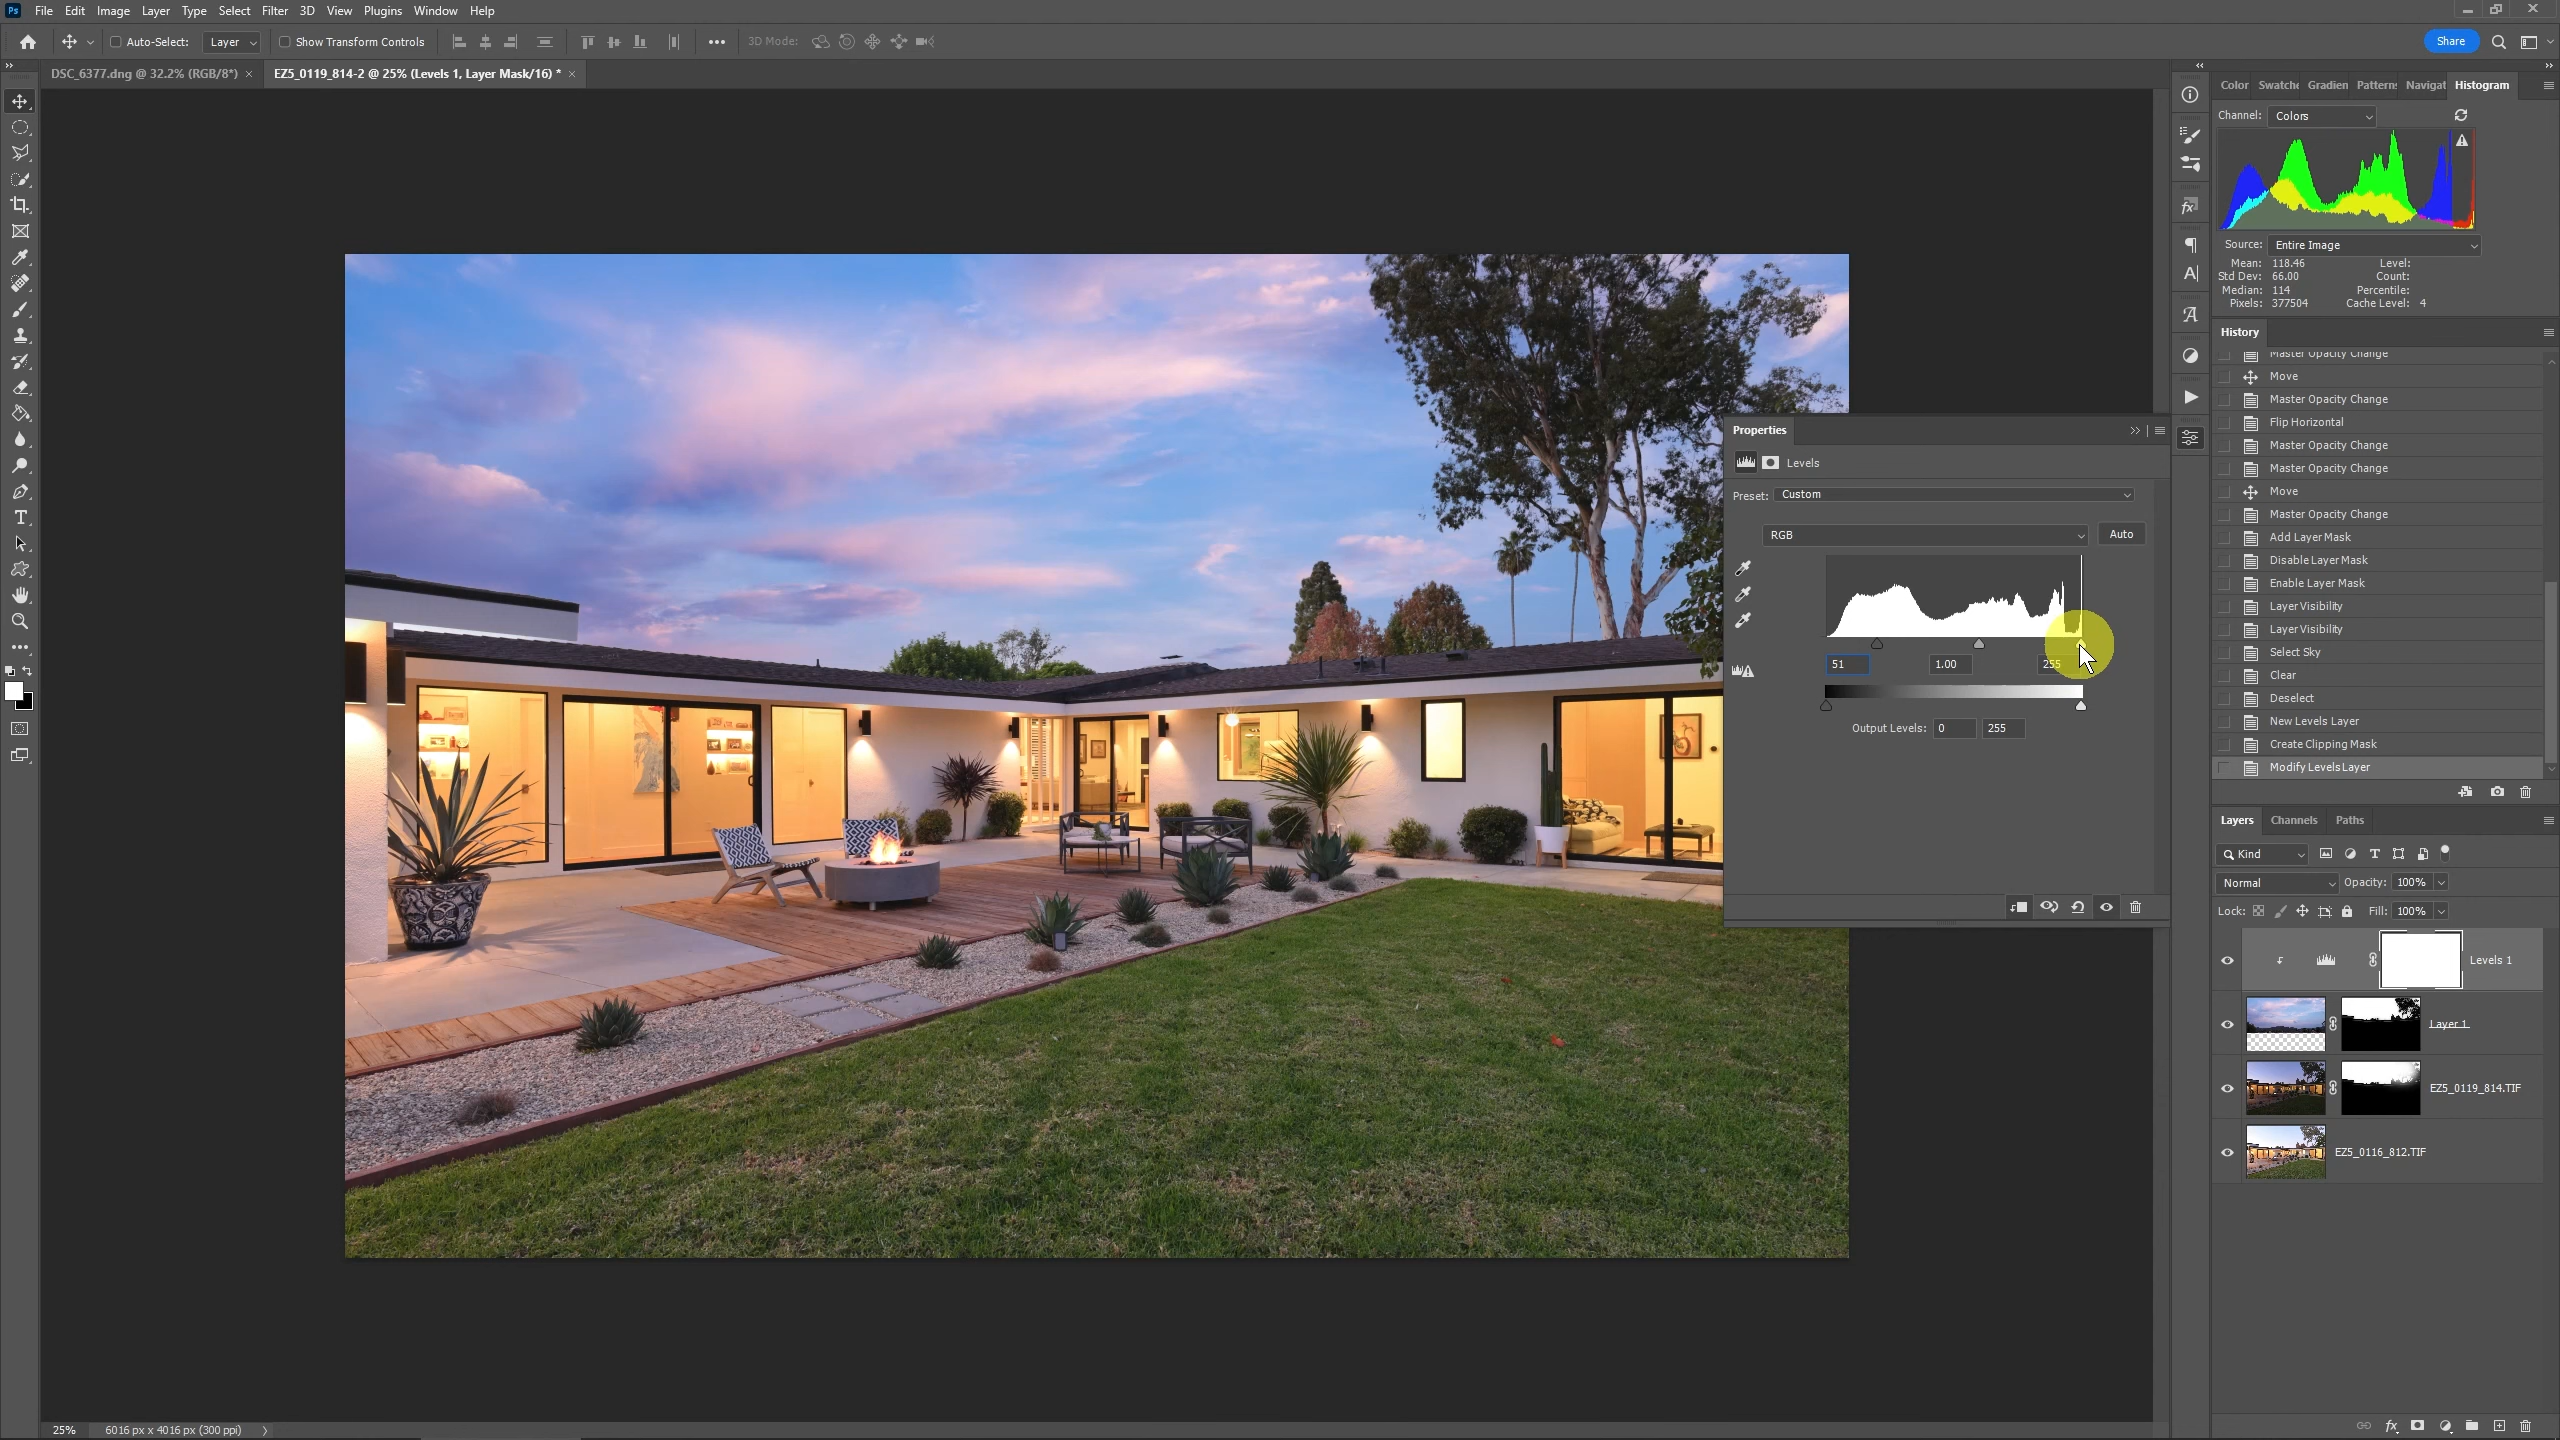 Ps File Edit Image Layer Type Select Filter 3D View Plugins Window Help
Auto-Select: Layer Show Transform Controls ••• 3D Mode: Share
DSC_6377.dng @ 32.2% (RGB/8*) × EZ5_0119_814-2 @ 25% (Levels 1, Layer Mask/16) * ×
Color Swatche Gradien Patterns Navigat Histogram
Channel: Colors
Source: Entire Image
Mean: 118.46 Level:
Std Dev: 66.00 Count:
Median: 114 Percentile:
Pixels: 377504 Cache Level: 4
History
Master Opacity Change
Move
Master Opacity Change
Flip Horizontal
Master Opacity Change
Master Opacity Change
Move
Master Opacity Change
Add Layer Mask
Disable Layer Mask
Enable Layer Mask
Layer Visibility
Layer Visibility
Select Sky
Clear
Deselect
New Levels Layer
Create Clipping Mask
Modify Levels Layer
Properties
Levels
Preset: Custom
RGB Auto
51 1.00 255
Output Levels: 0 255
Layers Channels Paths
Kind
Normal Opacity: 100%
Lock: Fill: 100%
Levels 1
Layer 1
EZ5_0119_814.TIF
EZ5_0116_812.TIF
25% 6016 px x 4016 px (300 ppi)